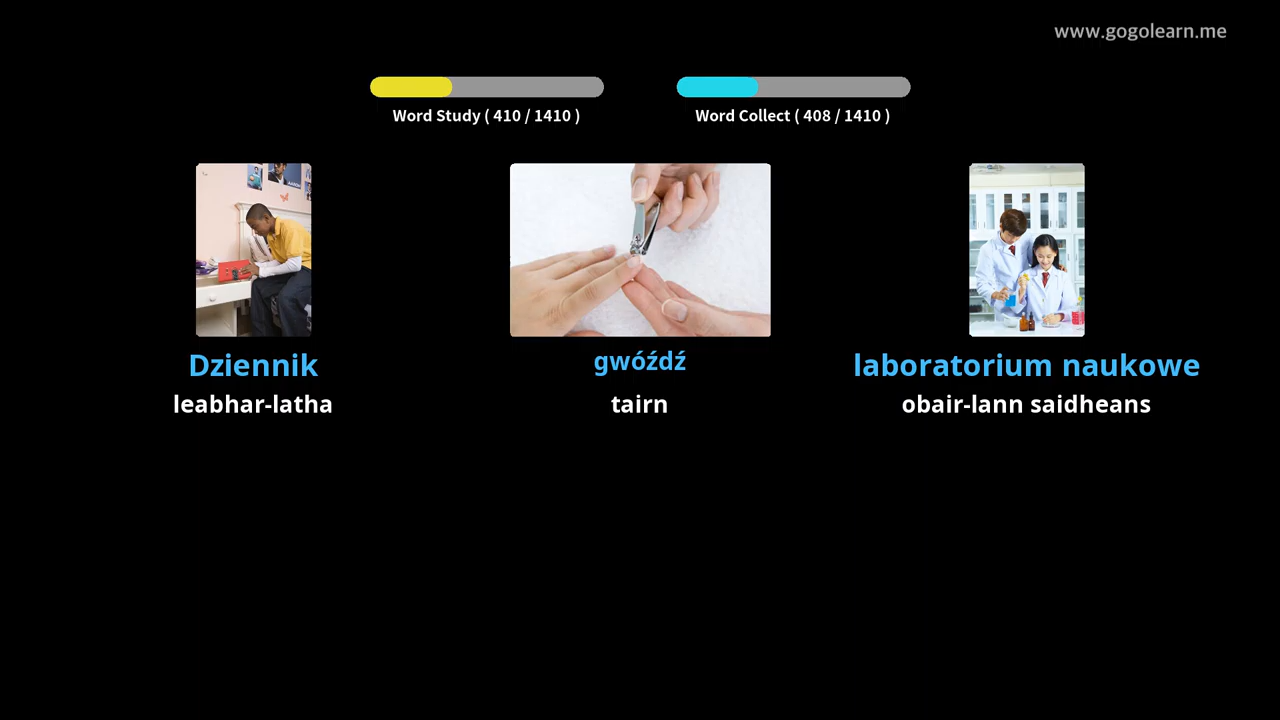 www.gogolearn.me
Word Study ( 410 / 1410 )
Word Collect ( 408 / 1410 )
Dziennik
gwóźdź
laboratorium naukowe
leabhar-latha
tairn
obair-lann saidheans